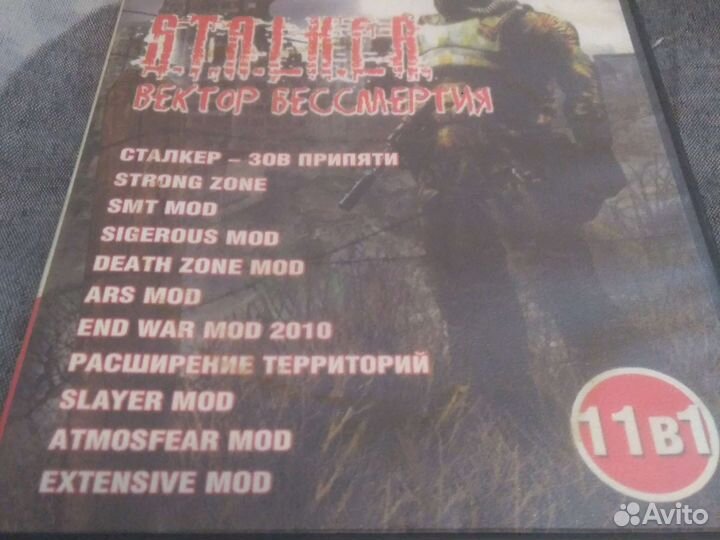 S.T.A.L.K.E.R.
ВЕКТОР БЕССМЕРТИЯ
СТАЛКЕР – ЗОВ ПРИПЯТИ
STRONG ZONE
SMT MOD
SIGEROUS MOD
DEATH ZONE MOD
ARS MOD
END WAR MOD 2010
РАСШИРЕНИЕ ТЕРРИТОРИЙ
SLAYER MOD
ATMOSFEAR MOD
EXTENSIVE MOD
11В1
Avito